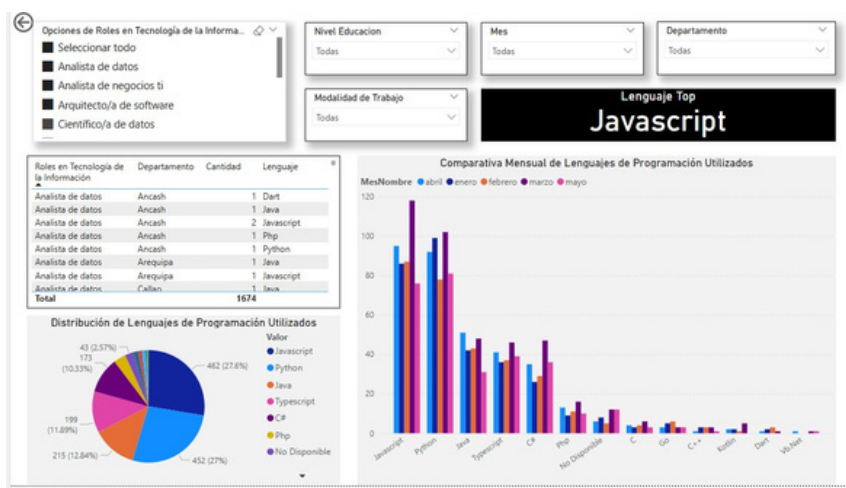 Opciones de Roles en Tecnología de la Informa...
Seleccionar todo
Analista de datos
Analista de negocios ti
Arquitecto/a de software
Científico/a de datos
Nivel Educacion
Todas
Mes
Todas
Departamento
Todas
Modalidad de Trabajo
Todas
Lenguaje Top
Javascript
Roles en Tecnología de la Información Departamento Cantidad Lenguaje
Analista de datos Ancash 1 Dart
Analista de datos Ancash 1 Java
Analista de datos Ancash 2 Javascript
Analista de datos Ancash 1 Php
Analista de datos Ancash 1 Python
Analista de datos Arequipa 1 Java
Analista de datos Arequipa 1 Javascript
Analista de datos Callao 1 Java
Total 1674
Distribución de Lenguajes de Programación Utilizados
43 (2.57%)
173
(10.33%)
199
(11.89%)
215 (12.84%)
462 (27.6%)
452 (27%)
Valor
Javascript
Python
Java
Typescript
C#
Php
No Disponible
Comparativa Mensual de Lenguajes de Programación Utilizados
MesNombre abril enero febrero marzo mayo
120
100
80
60
40
20
0
Javascript Python Java Typescript C# Php No Disponible C Go C++ Kotlin Dart Vb.Net